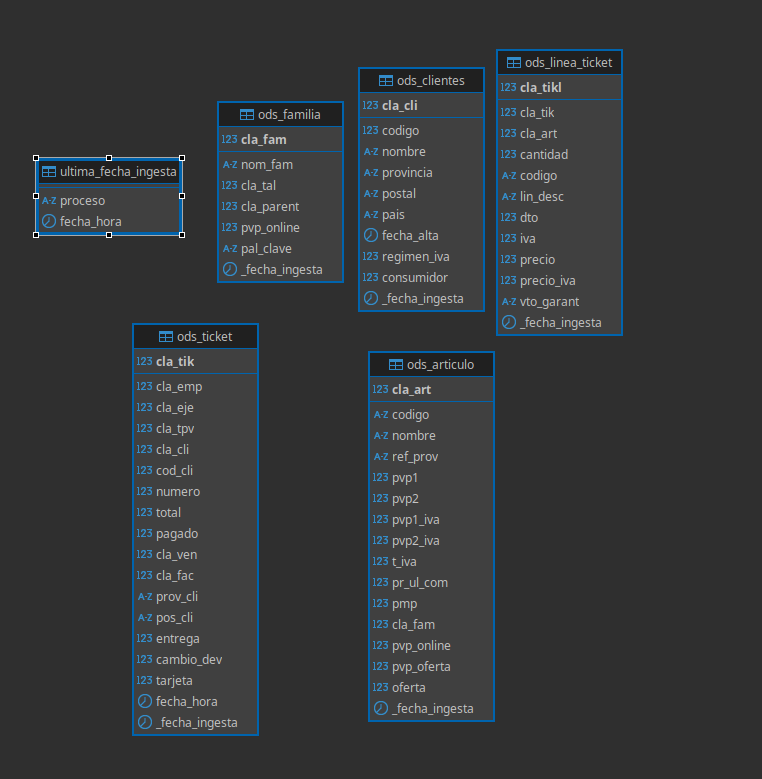 ultima_fecha_ingesta
A-Z proceso
fecha_hora
ods_familia
123 cla_fam
A-Z nom_fam
123 cla_tal
123 cla_parent
123 pvp_online
A-Z pal_clave
_fecha_ingesta
ods_clientes
123 cla_cli
123 codigo
A-Z nombre
A-Z provincia
A-Z postal
A-Z pais
fecha_alta
123 regimen_iva
123 consumidor
_fecha_ingesta
ods_linea_ticket
123 cla_tikl
123 cla_tik
123 cla_art
123 cantidad
A-Z codigo
A-Z lin_desc
123 dto
123 iva
123 precio
123 precio_iva
A-Z vto_garant
_fecha_ingesta
ods_ticket
123 cla_tik
123 cla_emp
123 cla_eje
123 cla_tpv
123 cla_cli
123 cod_cli
123 numero
123 total
123 pagado
123 cla_ven
123 cla_fac
A-Z prov_cli
A-Z pos_cli
123 entrega
123 cambio_dev
123 tarjeta
fecha_hora
_fecha_ingesta
ods_articulo
123 cla_art
A-Z codigo
A-Z nombre
A-Z ref_prov
123 pvp1
123 pvp2
123 pvp1_iva
123 pvp2_iva
123 t_iva
123 pr_ul_com
123 pmp
123 cla_fam
123 pvp_online
123 pvp_oferta
123 oferta
_fecha_ingesta